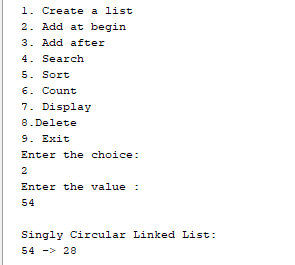 1. Create a list
2. Add at begin
3. Add after
4. Search
5. Sort
6. Count
7. Display
8.Delete
9. Exit
Enter the choice:
2
Enter the value :
54
Singly Circular Linked List:
54 -> 28